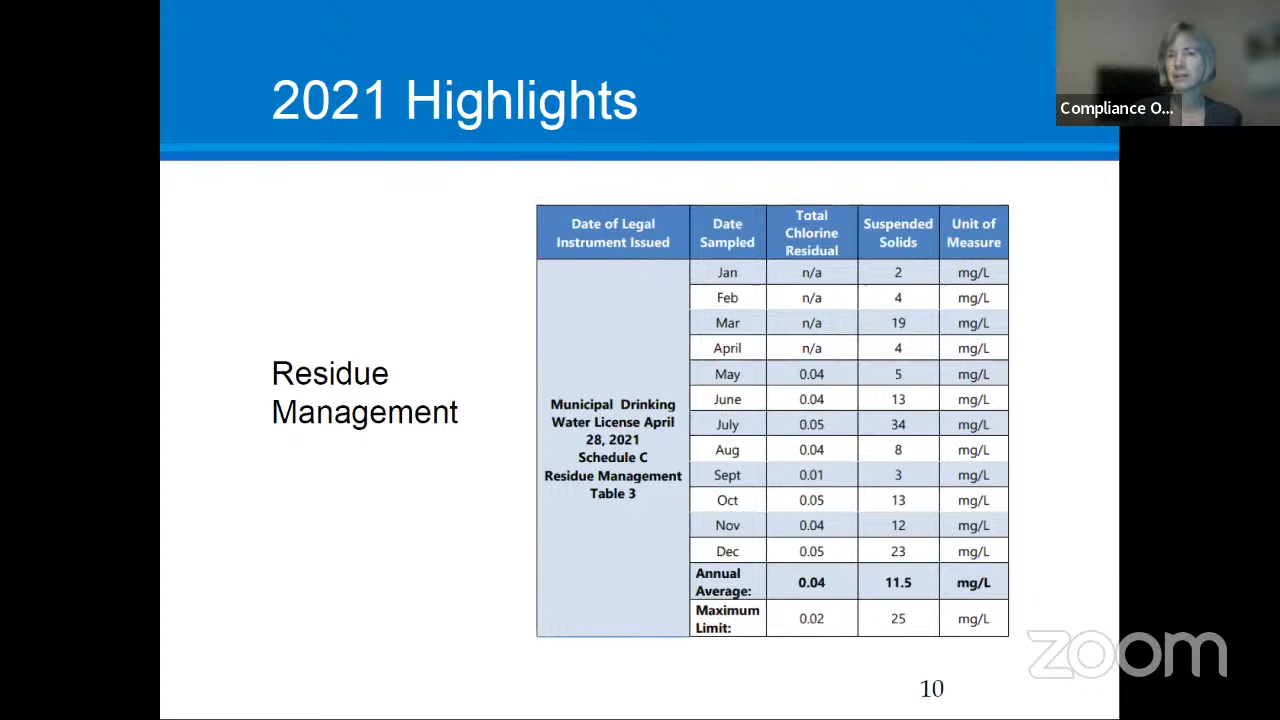 2021 Highlights
Compliance O...
Residue
Management
Date of Legal Instrument Issued Date Sampled Total Chlorine Residual Suspended Solids Unit of Measure
Municipal Drinking
Water License April
28, 2021
Schedule C
Residue Management
Table 3
Jan n/a 2 mg/L
Feb n/a 4 mg/L
Mar n/a 19 mg/L
April n/a 4 mg/L
May 0.04 5 mg/L
June 0.04 13 mg/L
July 0.05 34 mg/L
Aug 0.04 8 mg/L
Sept 0.01 3 mg/L
Oct 0.05 13 mg/L
Nov 0.04 12 mg/L
Dec 0.05 23 mg/L
Annual Average: 0.04 11.5 mg/L
Maximum Limit: 0.02 25 mg/L
zoom
10